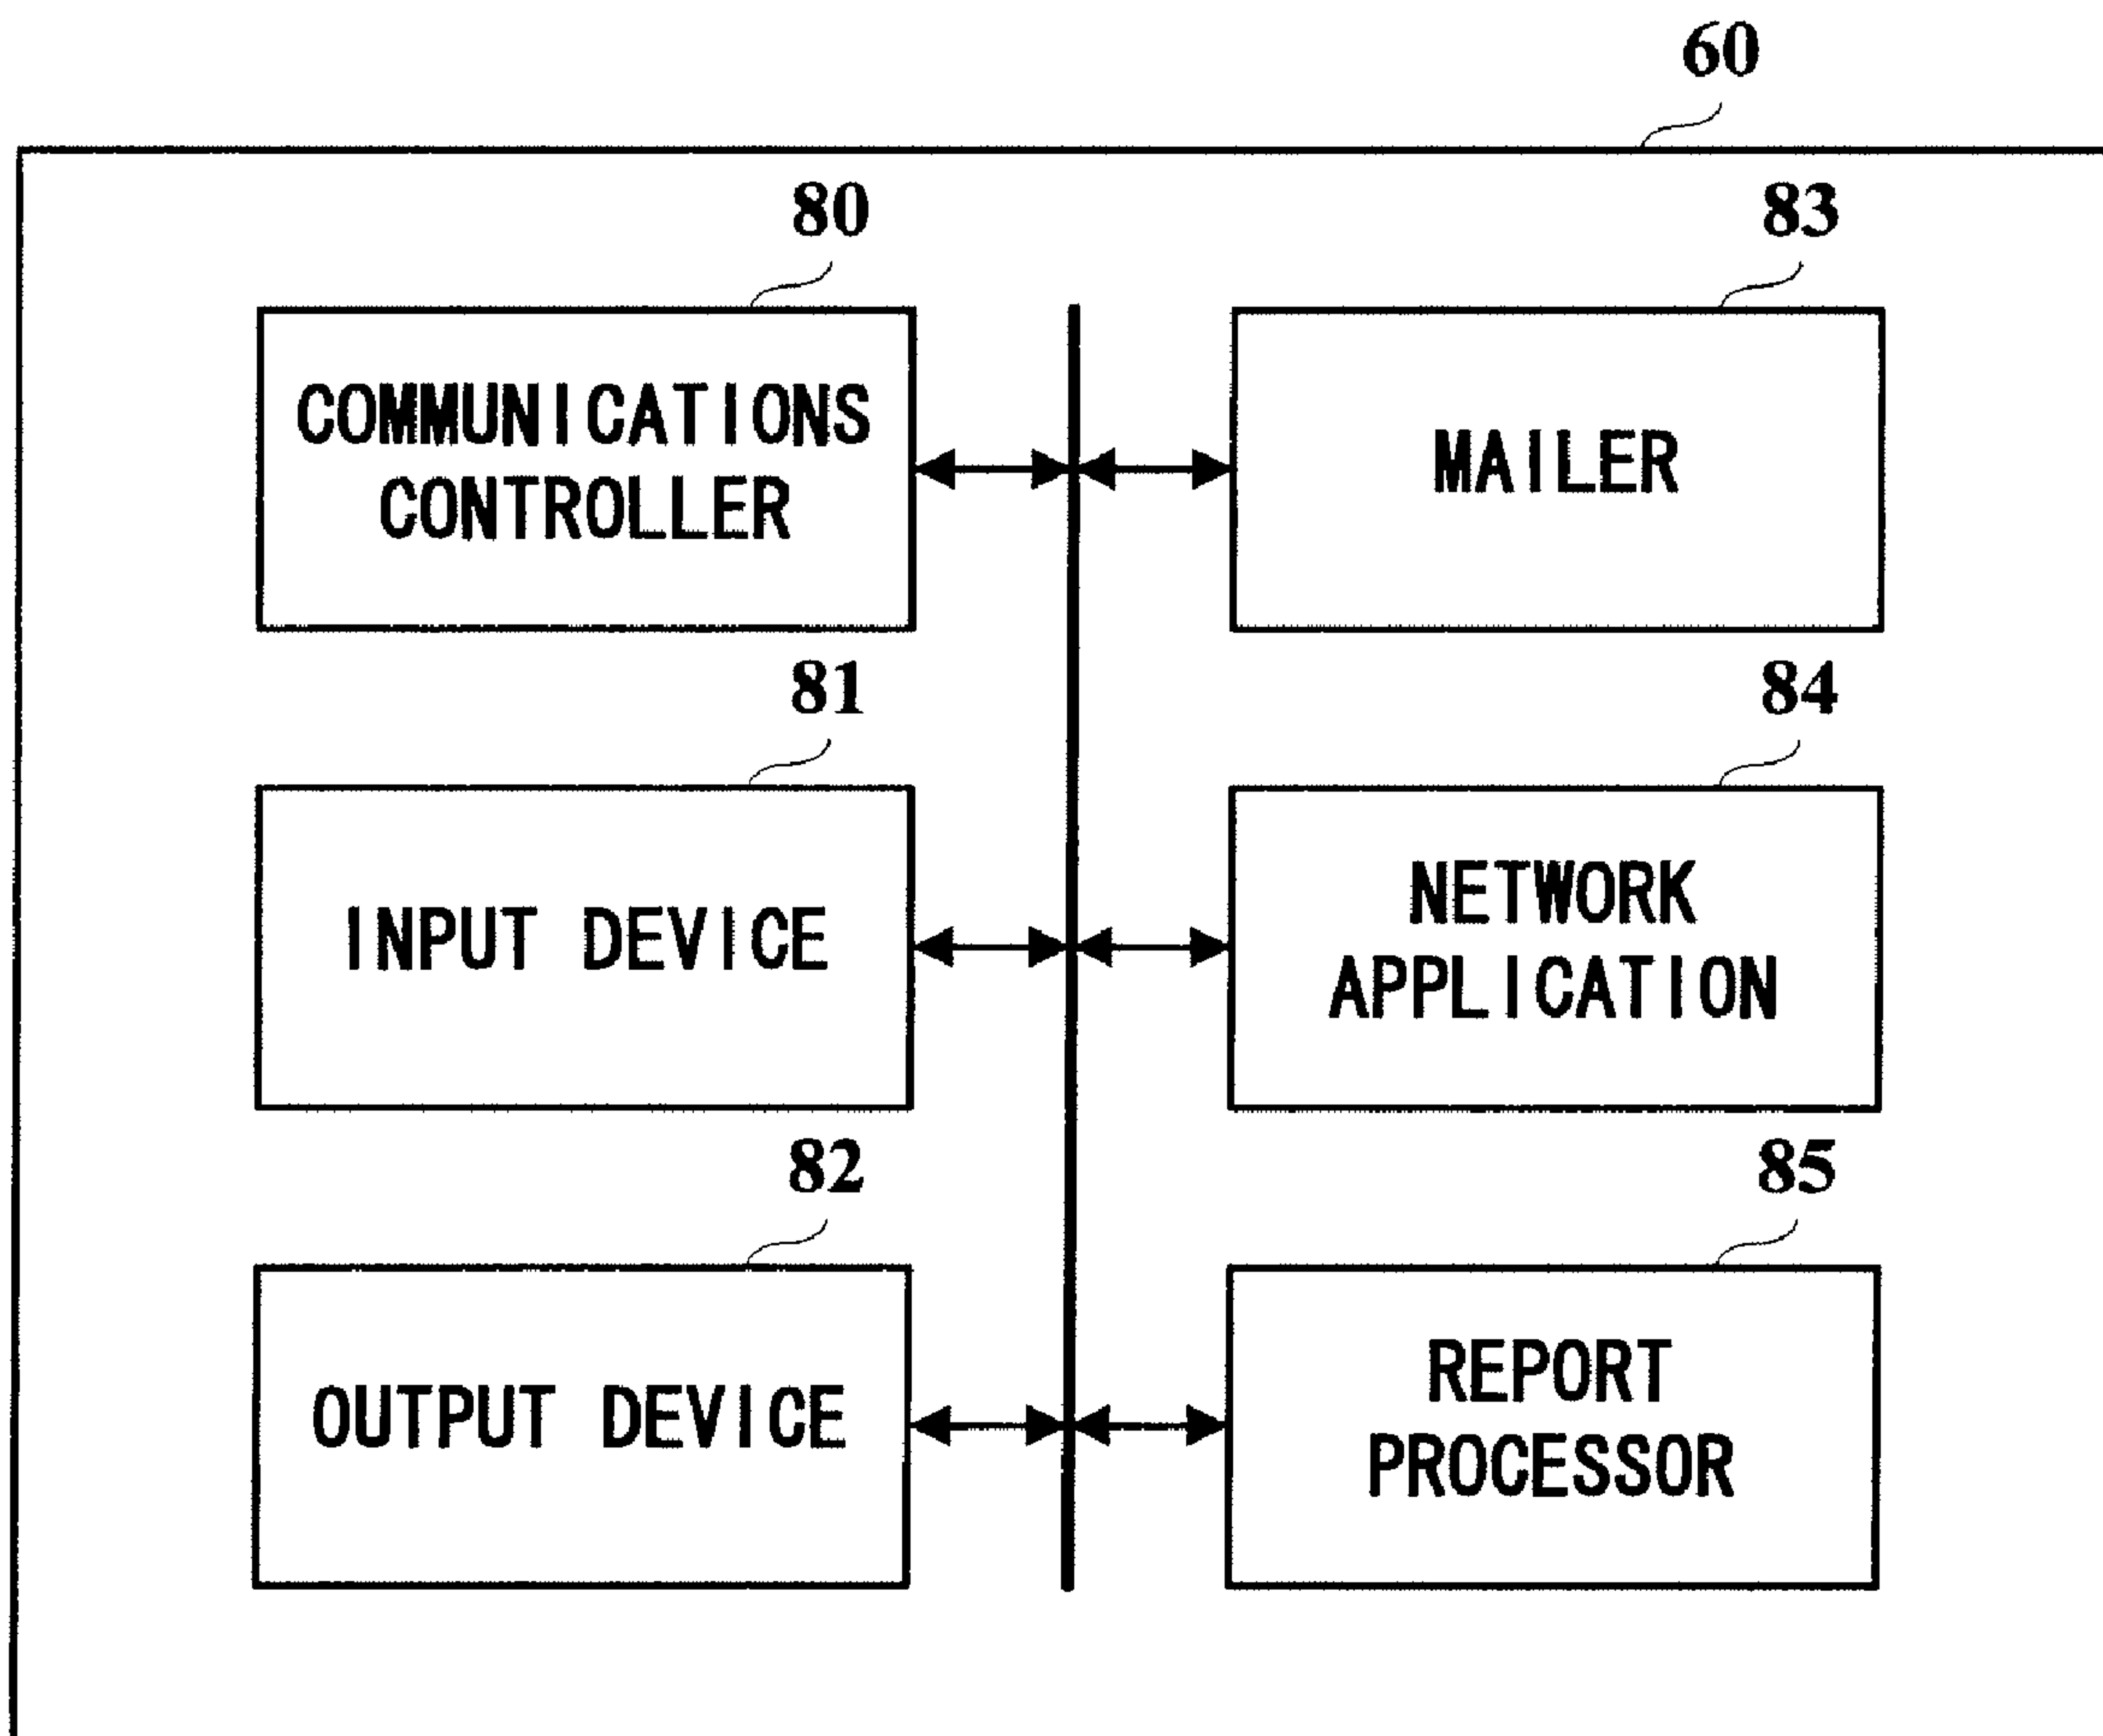 60
80
COMMUNICATIONS
CONTROLLER
83
MAILER
81
INPUT DEVICE
84
NETWORK
APPLICATION
82
OUTPUT DEVICE
85
REPORT
PROCESSOR